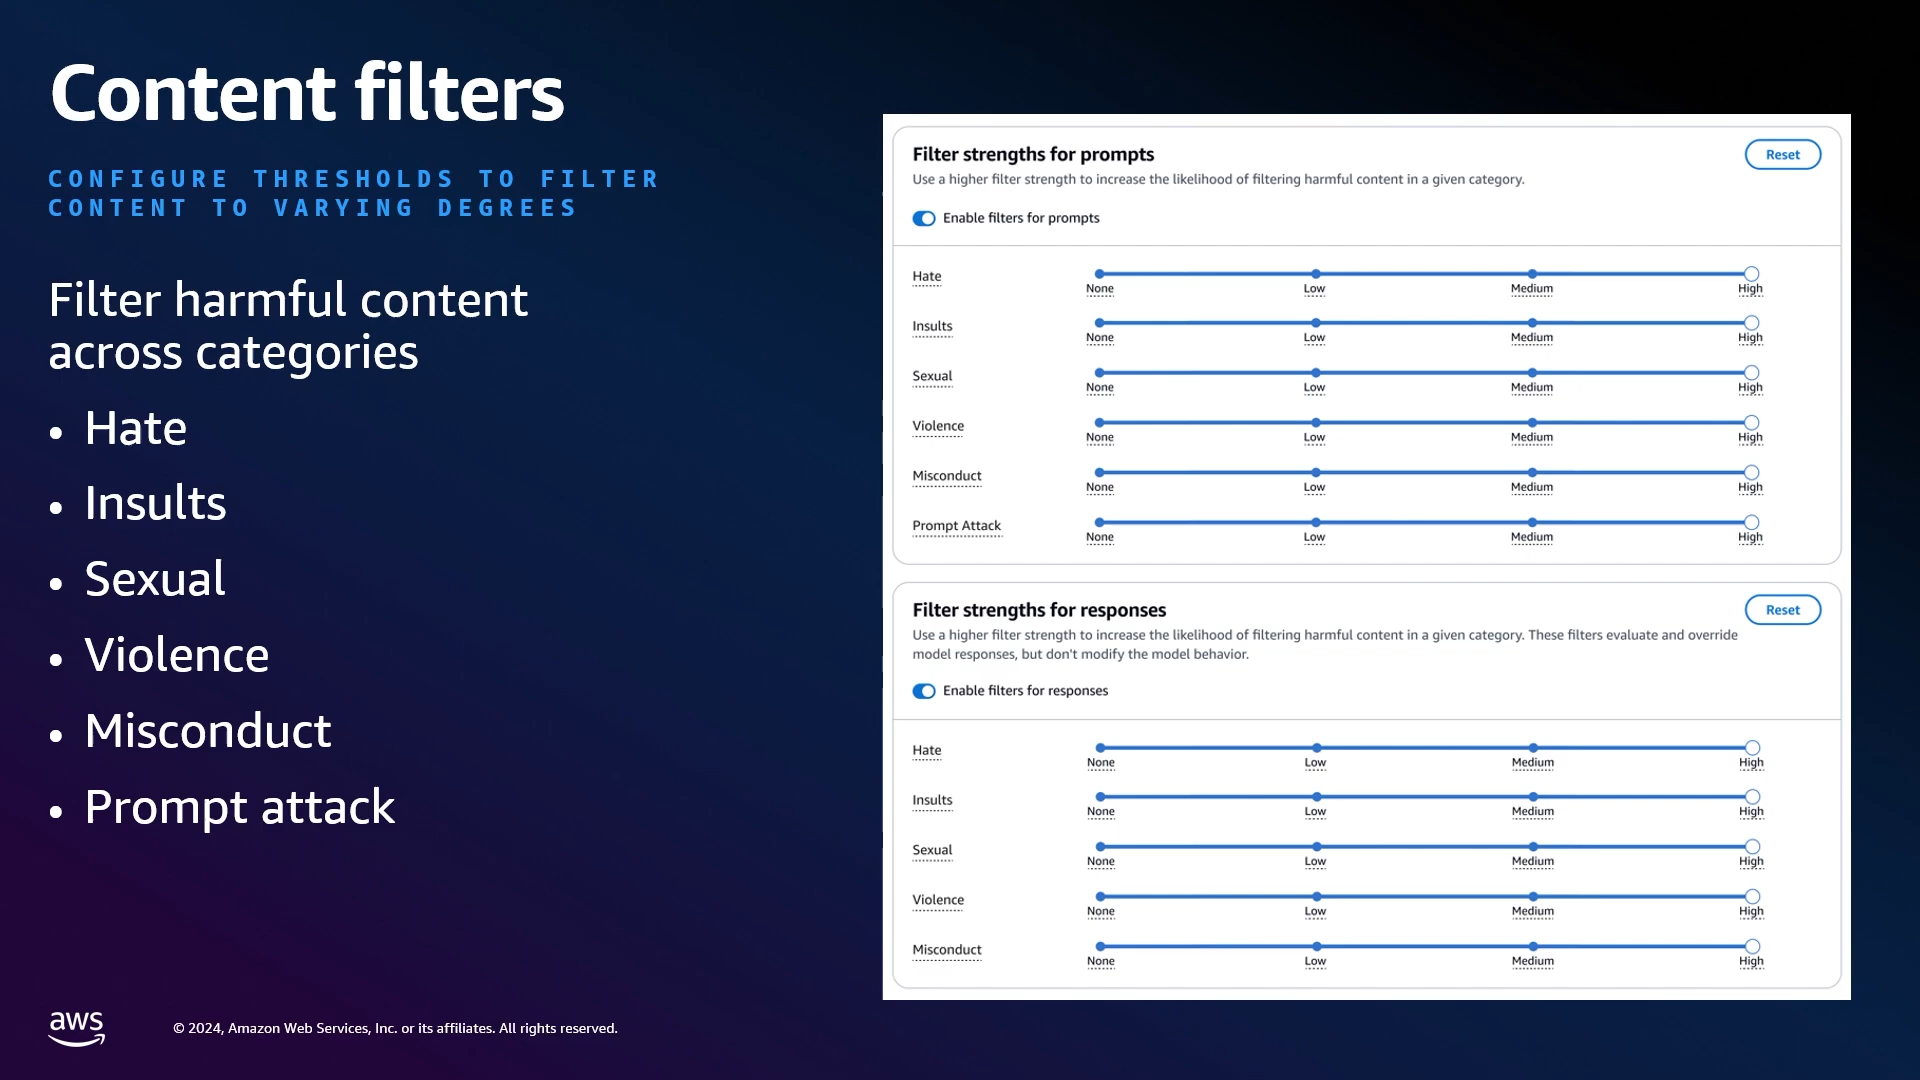 Content filters
CONFIGURE THRESHOLDS TO FILTER
CONTENT TO VARYING DEGREES
Filter harmful content
across categories
• Hate
• Insults
• Sexual
• Violence
• Misconduct
• Prompt attack
Filter strengths for prompts
Reset
Use a higher filter strength to increase the likelihood of filtering harmful content in a given category.
Enable filters for prompts
Hate
None Low Medium High
Insults
None Low Medium High
Sexual
None Low Medium High
Violence
None Low Medium High
Misconduct
None Low Medium High
Prompt Attack
None Low Medium High
Filter strengths for responses
Reset
Use a higher filter strength to increase the likelihood of filtering harmful content in a given category. These filters evaluate and override
model responses, but don't modify the model behavior.
Enable filters for responses
Hate
None Low Medium High
Insults
None Low Medium High
Sexual
None Low Medium High
Violence
None Low Medium High
Misconduct
None Low Medium High
aws
© 2024, Amazon Web Services, Inc. or its affiliates. All rights reserved.